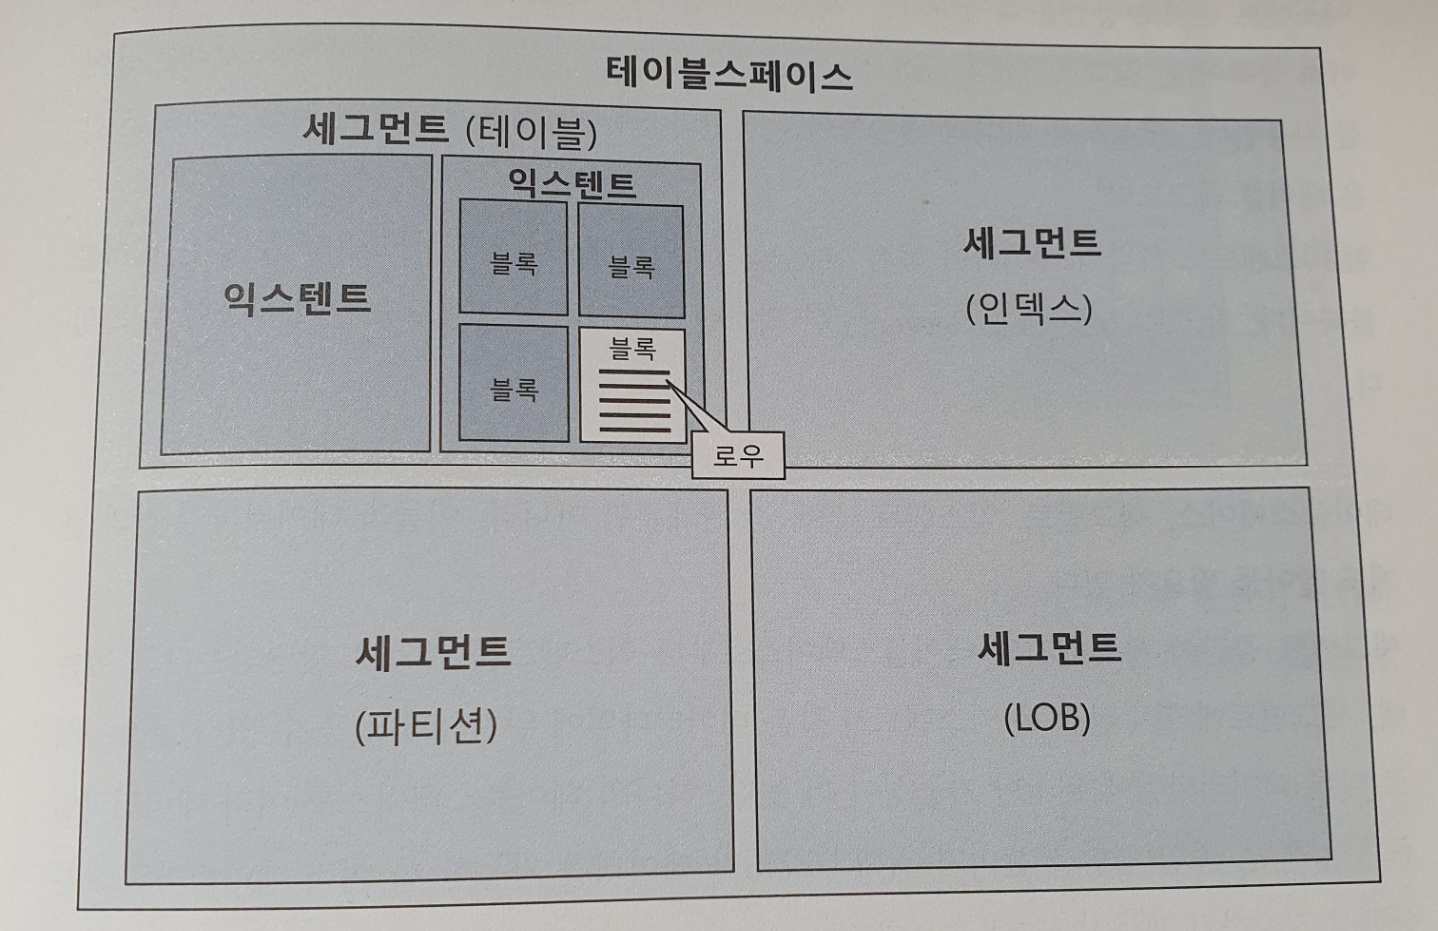 테이블스페이스
세그먼트 (테이블)
익스텐트
익스텐트
블록
블록
블록
블록
로우
세그먼트
(인덱스)
세그먼트
(파티션)
세그먼트
(LOB)